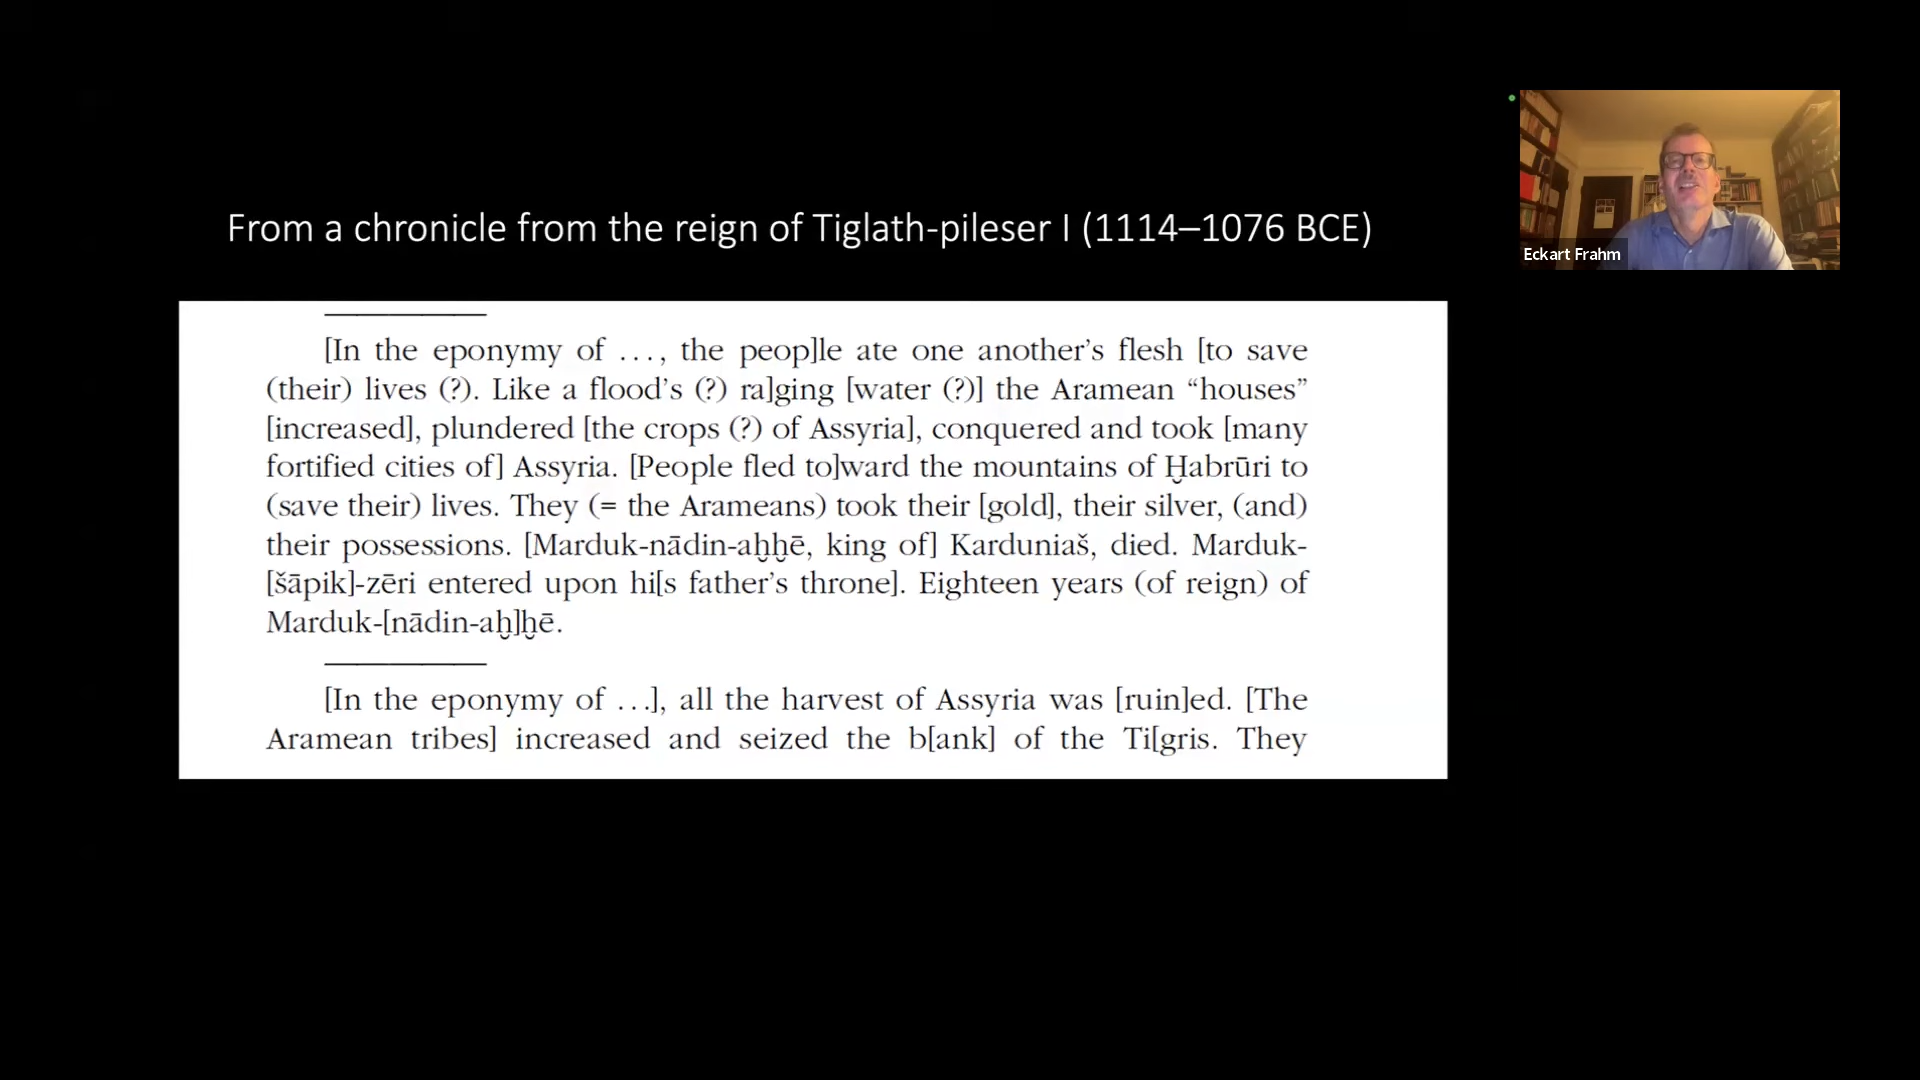 From a chronicle from the reign of Tiglath-pileser I (1114–1076 BCE)
Eckart Frahm
[In the eponymy of …, the peop]le ate one another’s flesh [to save
(their) lives (?). Like a flood’s (?) ra]ging [water (?)] the Aramean “houses”
[increased], plundered [the crops (?) of Assyria], conquered and took [many
fortified cities of] Assyria. [People fled to]ward the mountains of Ḫabrūri to
(save their) lives. They (= the Arameans) took their [gold], their silver, (and)
their possessions. [Marduk-nādin-aḫḫē, king of] Karduniaš, died. Marduk-
[šāpik]-zēri entered upon hi[s father’s throne]. Eighteen years (of reign) of
Marduk-[nādin-aḫ]ḫē.
[In the eponymy of …], all the harvest of Assyria was [ruin]ed. [The
Aramean tribes] increased and seized the b[ank] of the Ti[gris. They